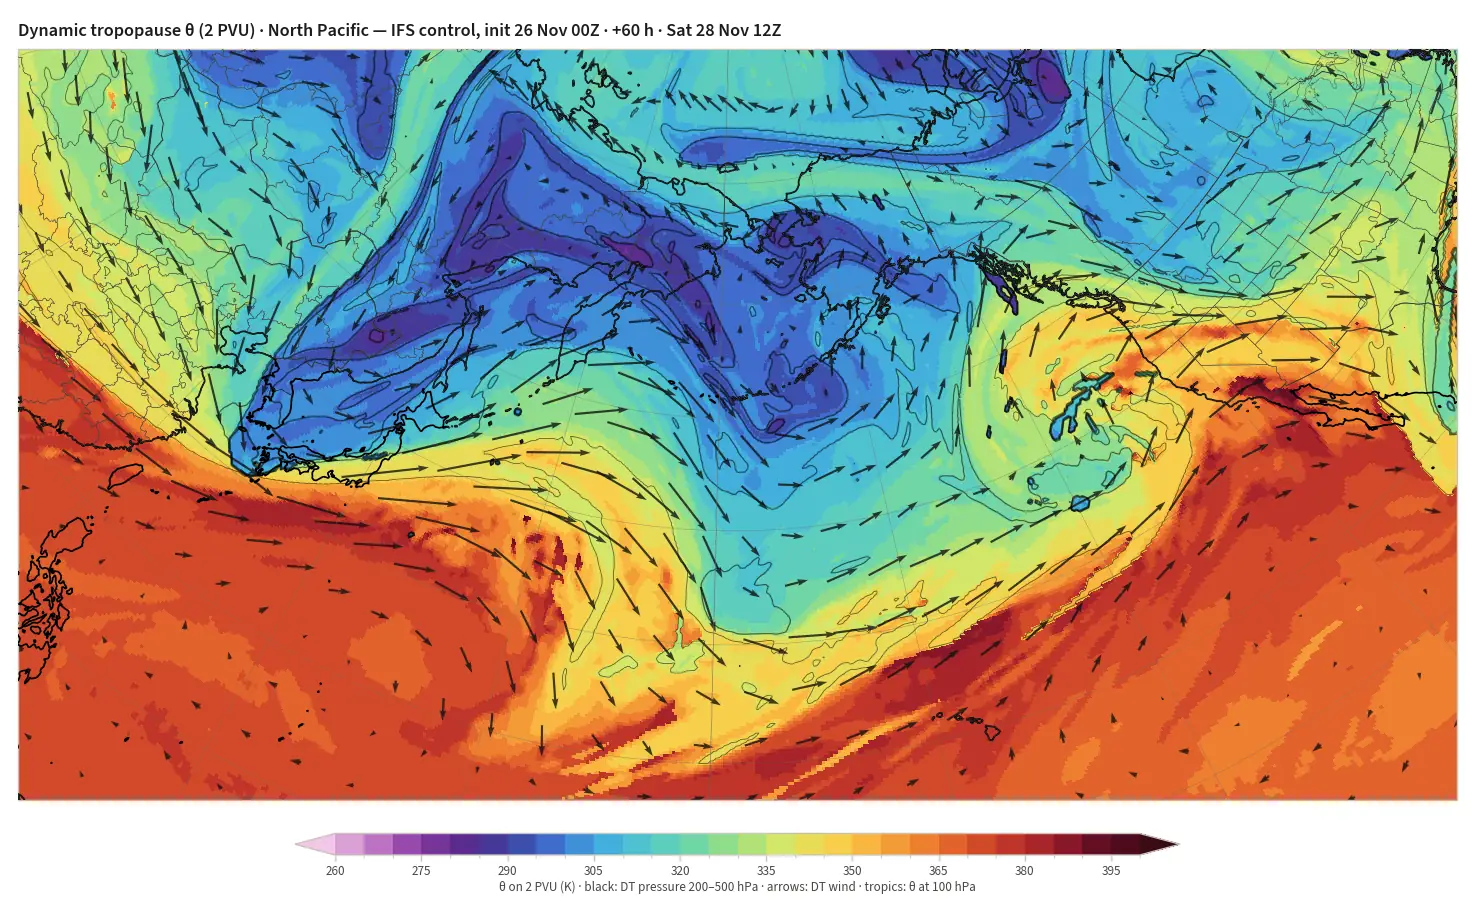 Dynamic tropopause θ (2 PVU) · North Pacific — IFS control, init 26 Nov 00Z · +60 h · Sat 28 Nov 12Z
260 275 290 305 320 335 350 365 380 395
θ on 2 PVU (K) · black: DT pressure 200–500 hPa · arrows: DT wind · tropics: θ at 100 hPa